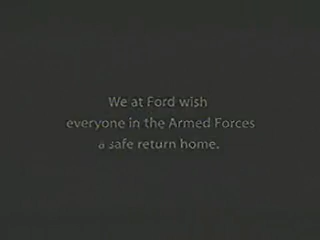 We at Ford wish
everyone in the Armed Forces
a safe return home.